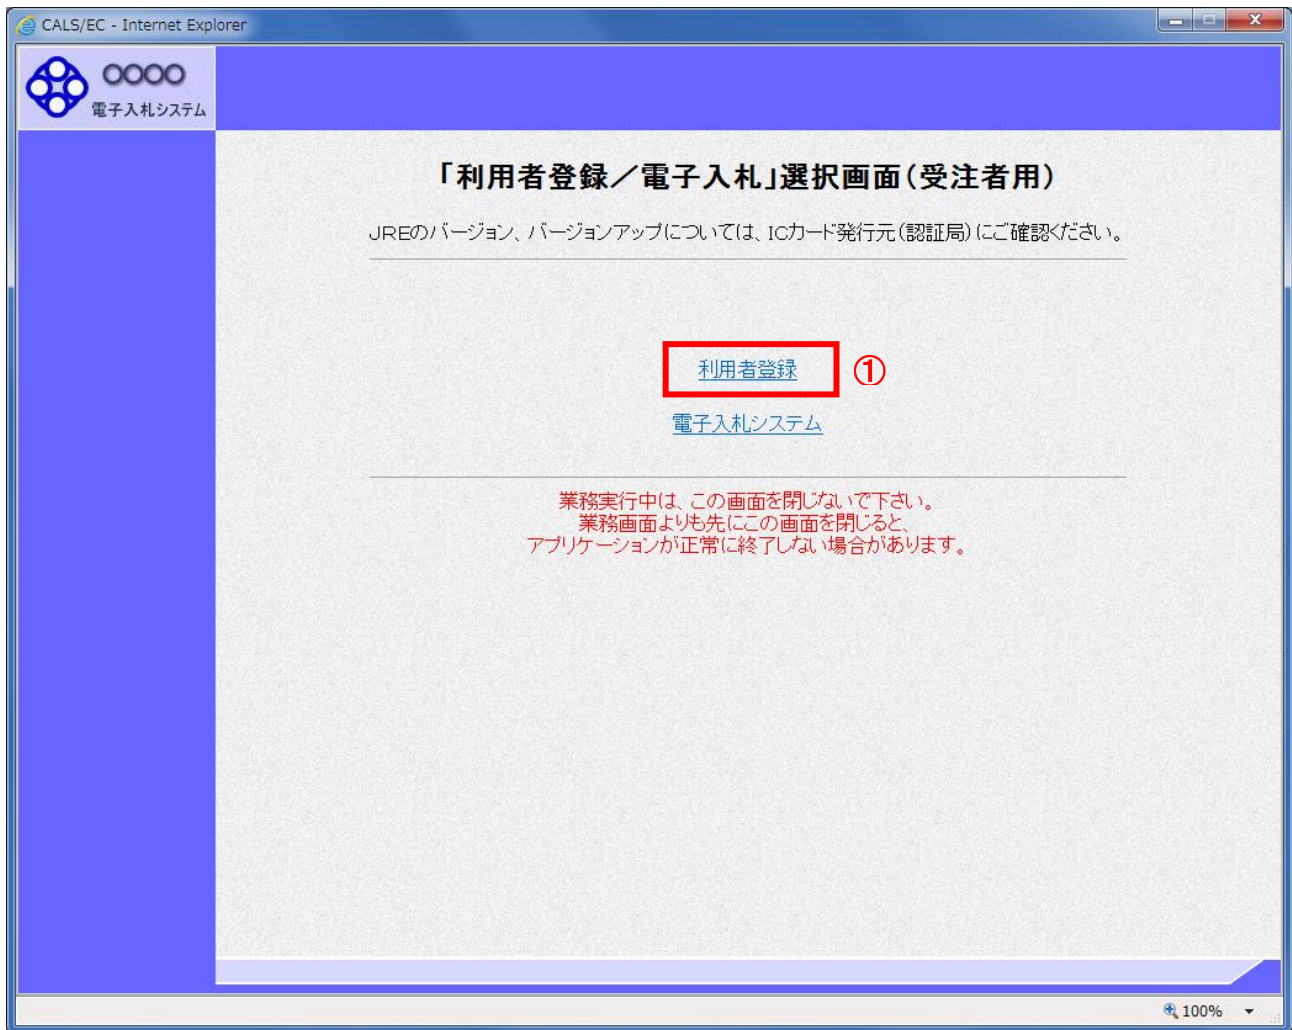 CALS/EC - Internet Explorer
〇〇〇〇
電子入札システム
「利用者登録／電子入札」選択画面（受注者用）
JREのバージョン、バージョンアップについては、ICカード発行元（認証局）にご確認ください。
利用者登録 ①
電子入札システム
業務実行中は、この画面を閉じないで下さい。
業務画面よりも先にこの画面を閉じると、
アプリケーションが正常に終了しない場合があります。
100%